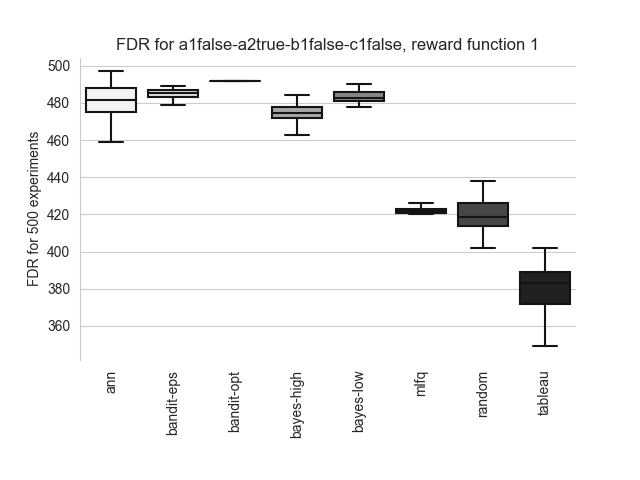 FDR for a1false-a2true-b1false-c1false, reward function 1
FDR for 500 experiments
500
480
460
440
420
400
380
360
ann
bandit-eps
bandit-opt
bayes-high
bayes-low
mlfq
random
tableau